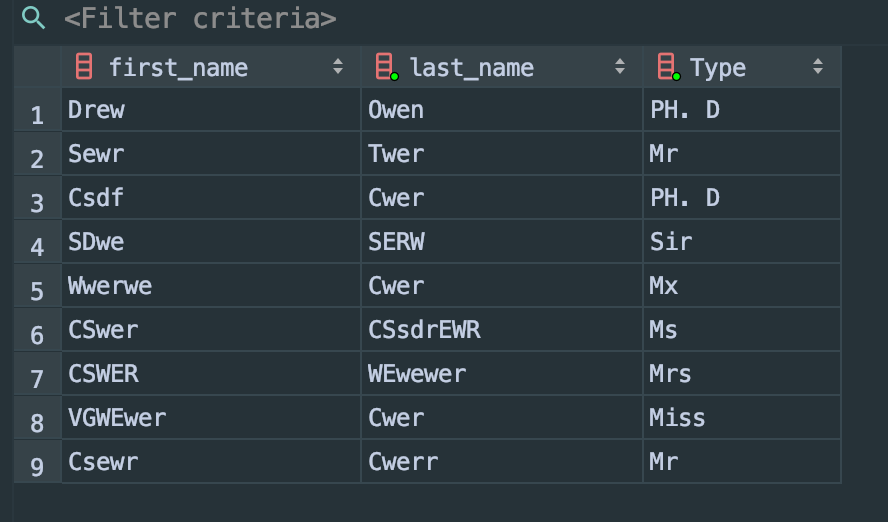 <Filter criteria>
first_name last_name Type
1 Drew Owen PH. D
2 Sewr Twer Mr
3 Csdf Cwer PH. D
4 SDwe SERW Sir
5 Wwerwe Cwer Mx
6 CSwer CSsdrEWR Ms
7 CSWER WEwewer Mrs
8 VGWEwer Cwer Miss
9 Csewr Cwerr Mr